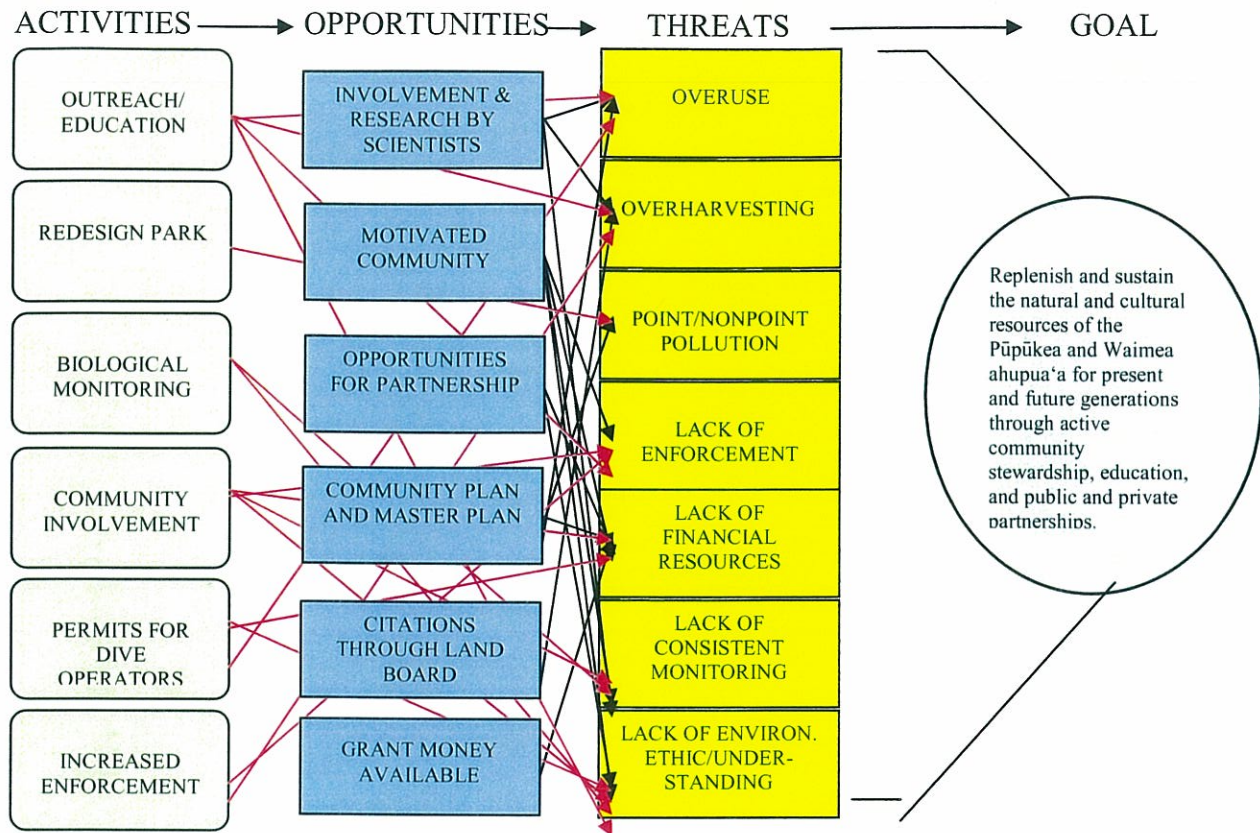 ACTIVITIES
OPPORTUNITIES
THREATS
GOAL
OUTREACH/
EDUCATION
REDESIGN PARK
BIOLOGICAL
MONITORING
COMMUNITY
INVOLVEMENT
PERMITS FOR
DIVE
OPERATORS
INCREASED
ENFORCEMENT
INVOLVEMENT &
RESEARCH BY
SCIENTISTS
MOTIVATED
COMMUNITY
OPPORTUNITIES
FOR PARTNERSHIP
COMMUNITY PLAN
AND MASTER PLAN
CITATIONS
THROUGH LAND
BOARD
GRANT MONEY
AVAILABLE
OVERUSE
OVERHARVESTING
POINT/NONPOINT
POLLUTION
LACK OF
ENFORCEMENT
LACK OF
FINANCIAL
RESOURCES
LACK OF
CONSISTENT
MONITORING
LACK OF ENVIRON.
ETHIC/UNDER-
STANDING
Replenish and sustain
the natural and cultural
resources of the
Pūpūkea and Waimea
ahupuaʻa for present
and future generations
through active
community
stewardship, education,
and public and private
partnerships.